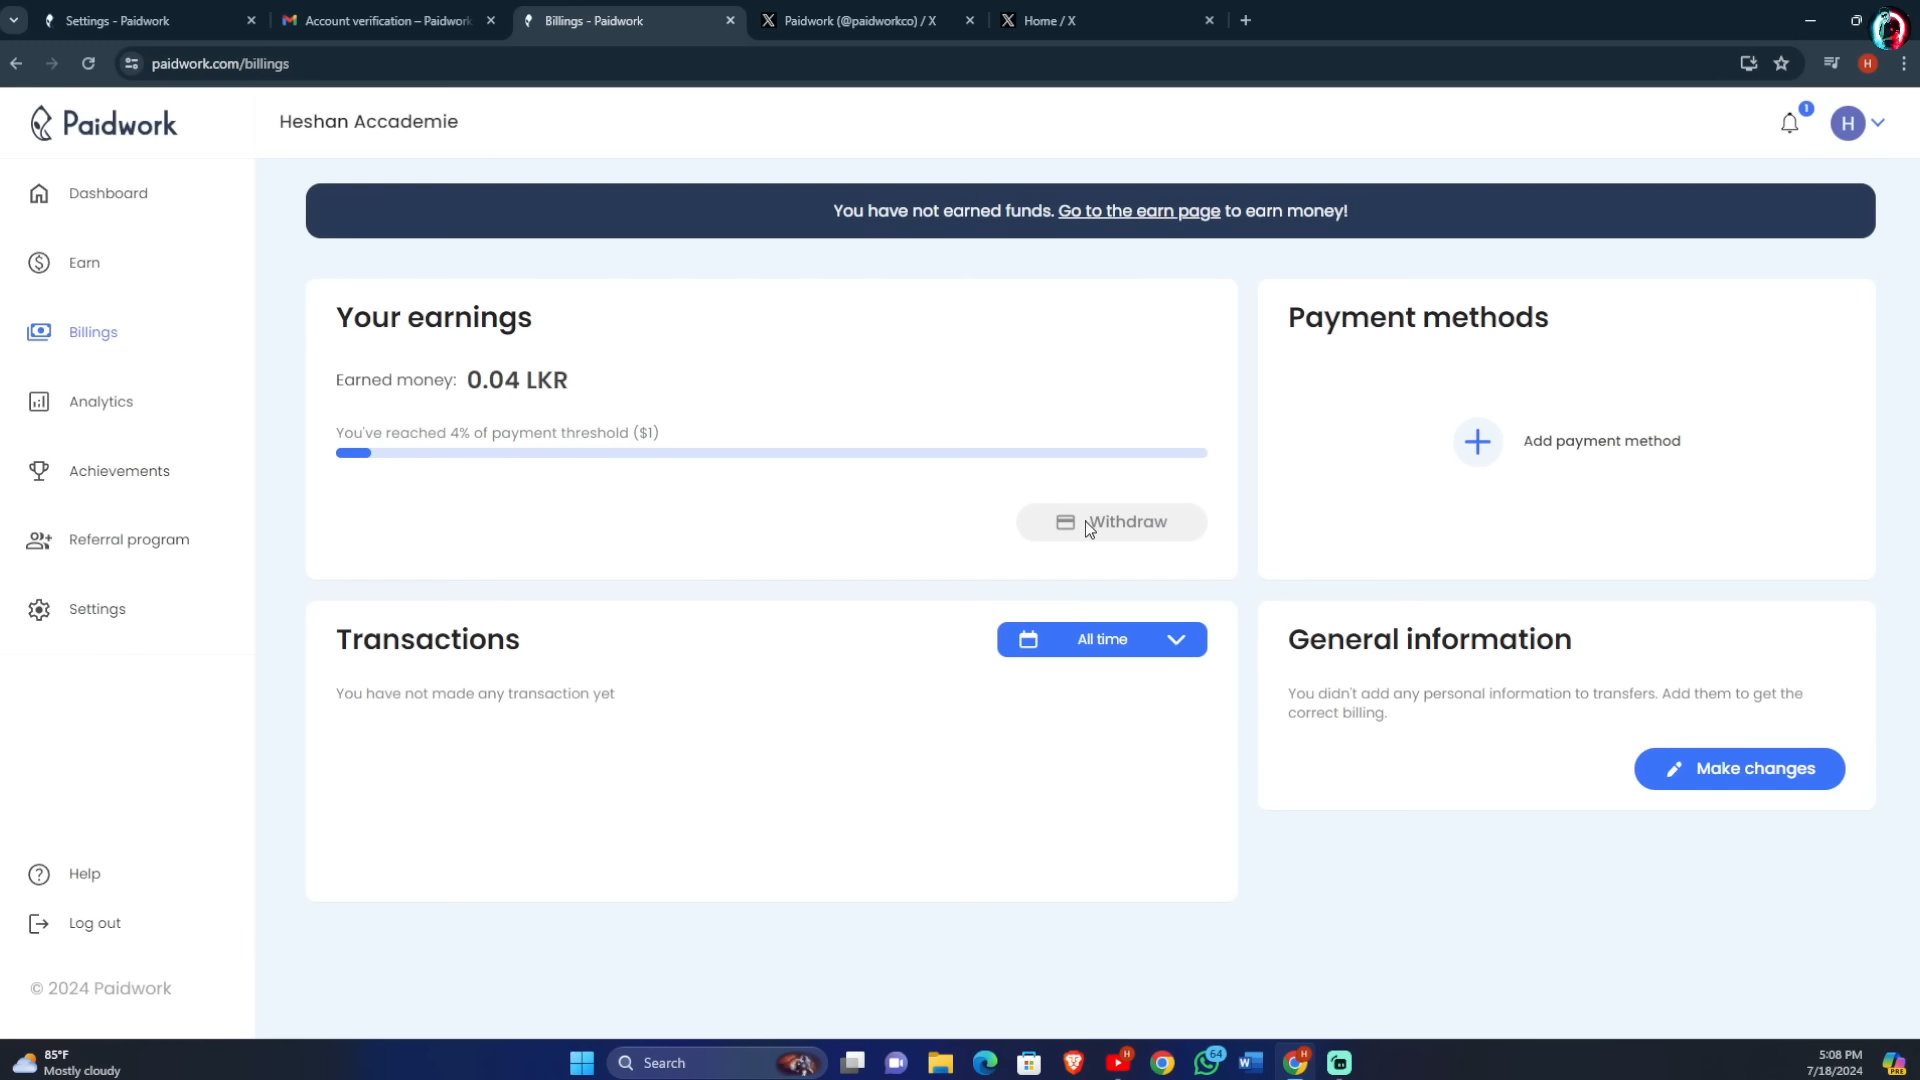 Settings - Paidwork
Account verification – Paidwork
Billings - Paidwork
Paidwork (@paidworkco) / X
Home / X
paidwork.com/billings
H
Paidwork
Heshan Accademie
1
H
Dashboard
Earn
Billings
Analytics
Achievements
Referral program
Settings
Help
Log out
© 2024 Paidwork
You have not earned funds. Go to the earn page to earn money!
Your earnings
Earned money: 0.04 LKR
You've reached 4% of payment threshold ($1)
Withdraw
Payment methods
Add payment method
Transactions
All time
You have not made any transaction yet
General information
You didn't add any personal information to transfers. Add them to get the
correct billing.
Make changes
85°F
Mostly cloudy
Search
H
64
H
5:08 PM
7/18/2024
PRE